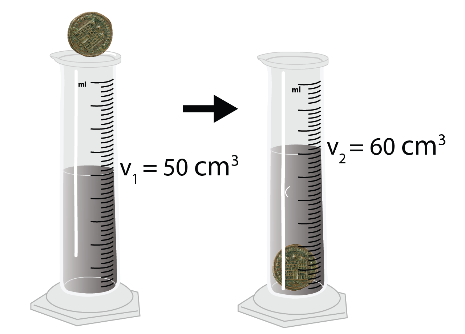 ml
v₁ = 50 cm³
ml
v₂ = 60 cm³